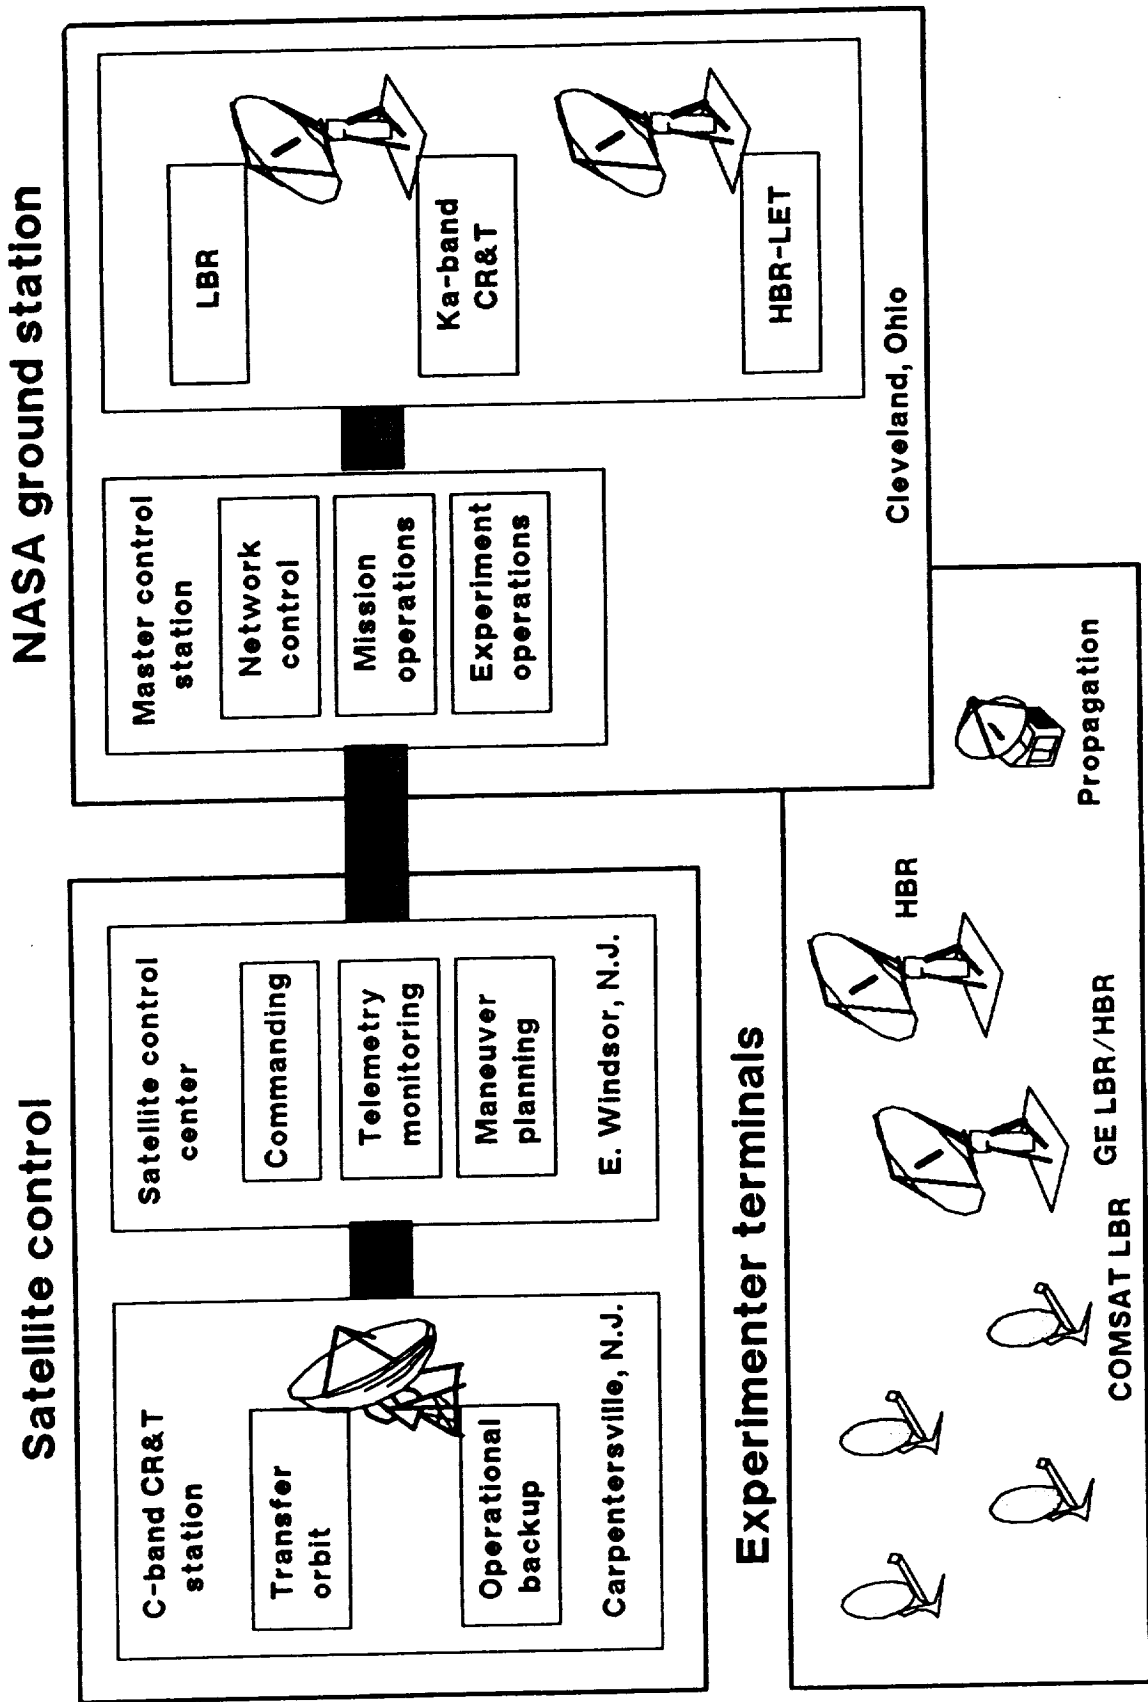 Satellite control
C-band CR&T
station
Transfer
orbit
Operational
backup
Carpentersville, N.J.
Satellite control
center
Commanding
Telemetry
monitoring
Maneuver
planning
E. Windsor, N.J.
NASA ground station
Master control
station
Network
control
Mission
operations
Experiment
operations
LBR
Ka-band
CR&T
HBR-LET
Cleveland, Ohio
Experimenter terminals
COMSAT LBR
GE LBR/HBR
HBR
Propagation